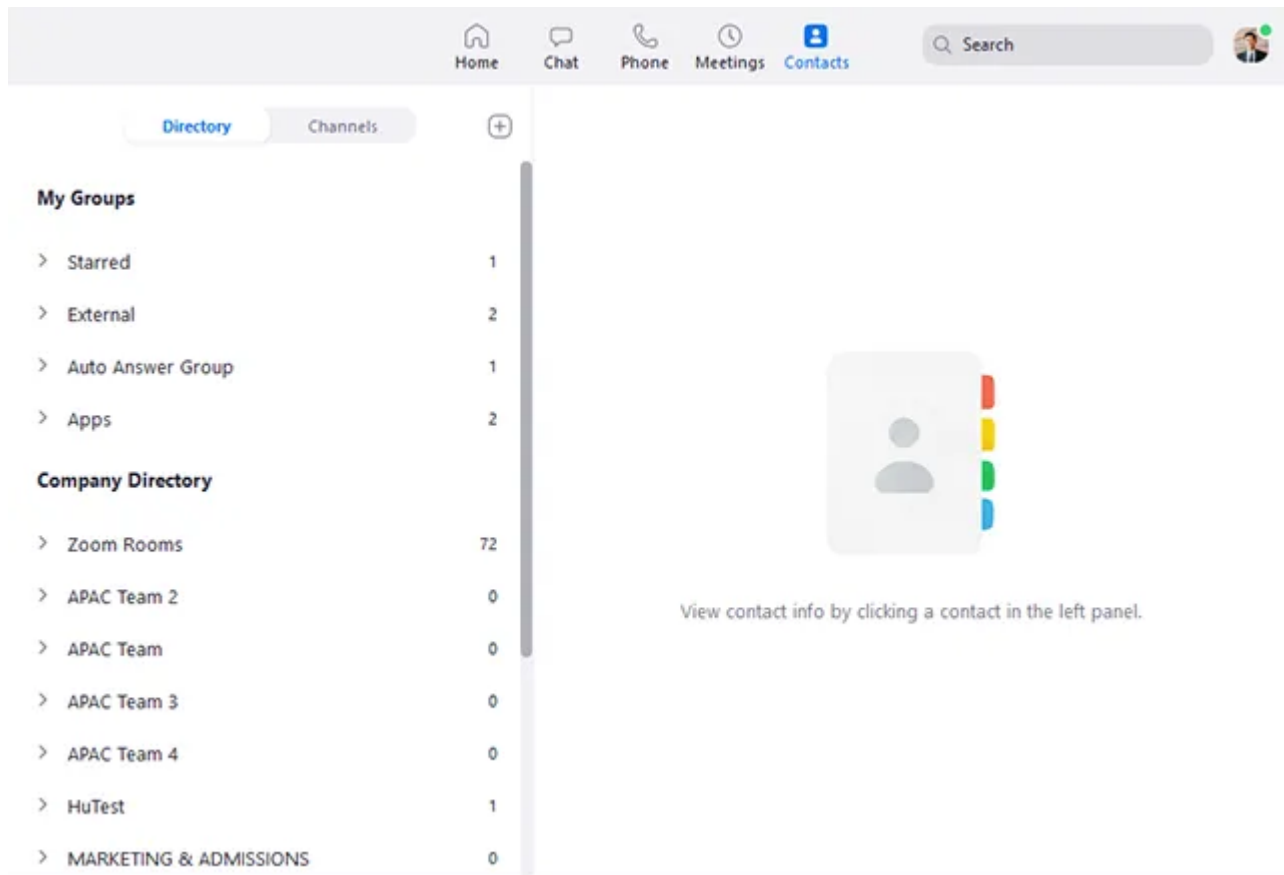 Home Chat Phone Meetings Contacts Search
Directory Channels
My Groups
Starred 1
External 2
Auto Answer Group 1
Apps 2
Company Directory
Zoom Rooms 72
APAC Team 2 0
APAC Team 0
APAC Team 3 0
APAC Team 4 0
HuTest 1
MARKETING & ADMISSIONS 0
View contact info by clicking a contact in the left panel.